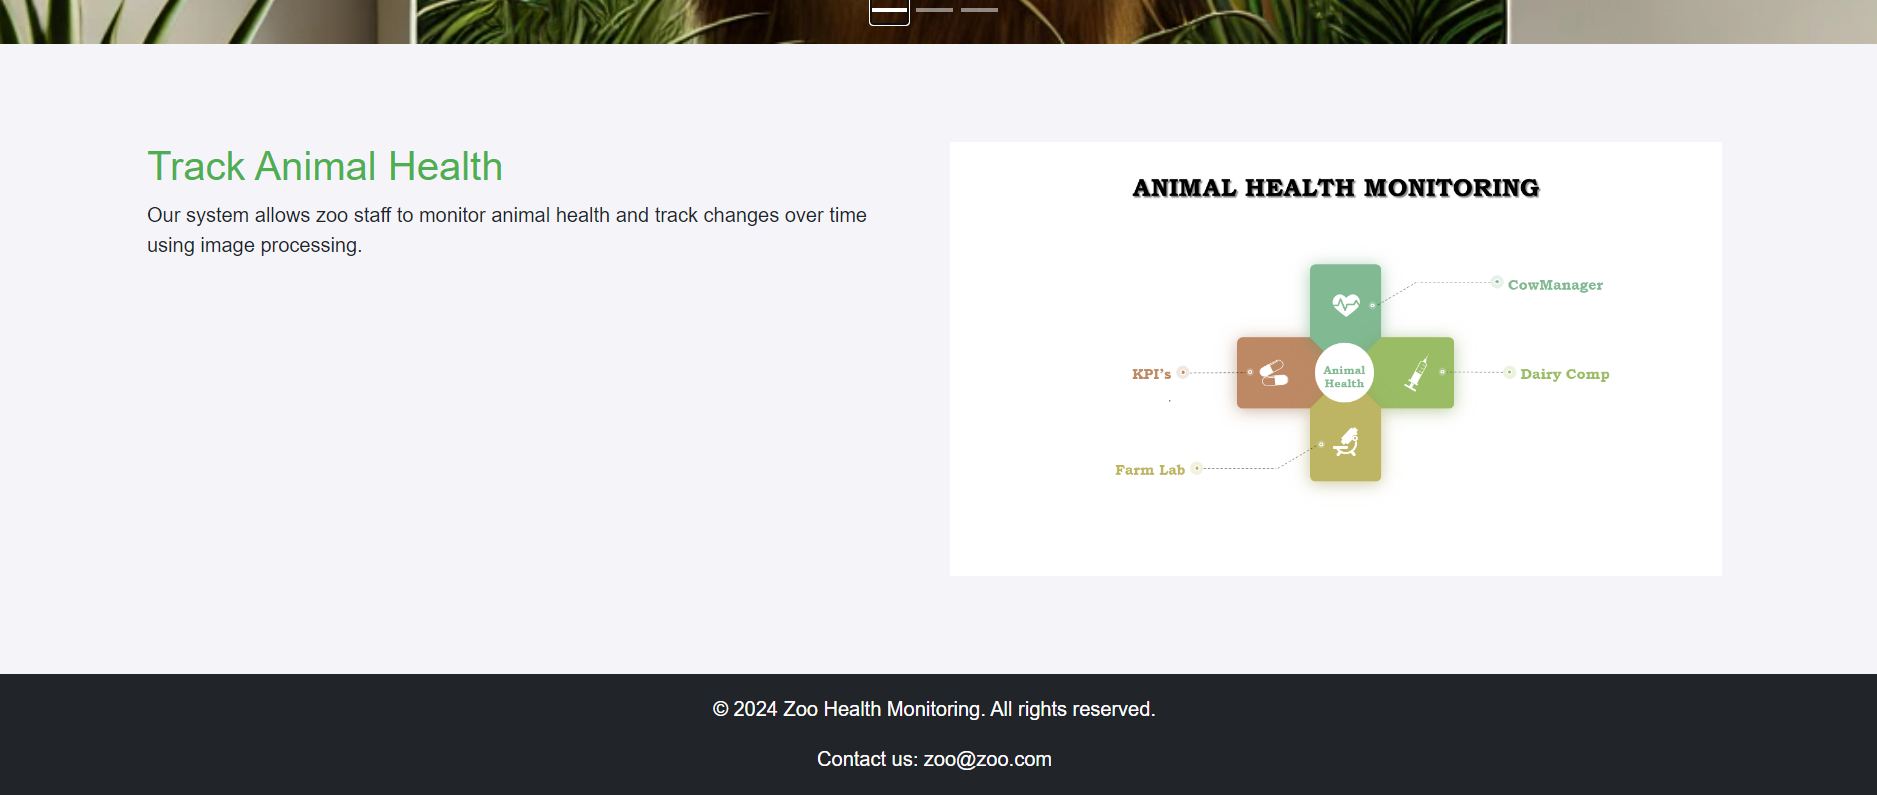 Track Animal Health
Our system allows zoo staff to monitor animal health and track changes over time
using image processing.
ANIMAL HEALTH MONITORING
CowManager
KPI's
Animal
Health
Dairy Comp
Farm Lab
© 2024 Zoo Health Monitoring. All rights reserved.
Contact us: zoo@zoo.com